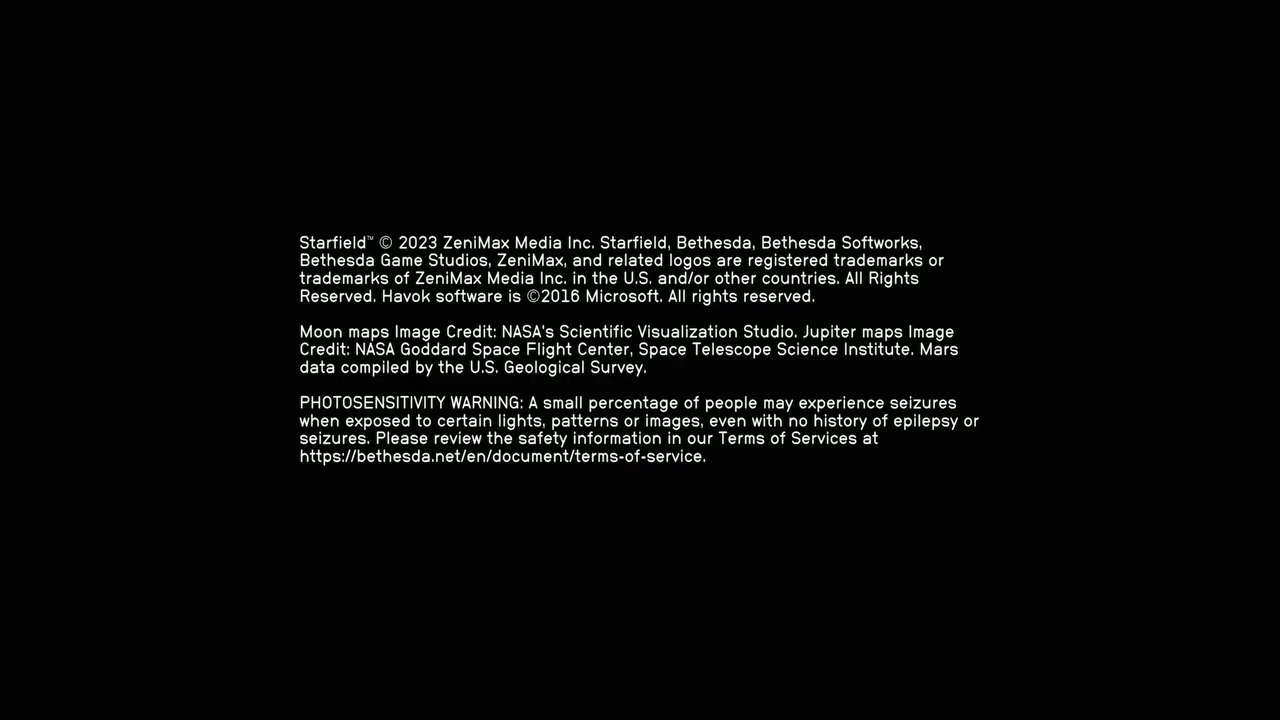 Starfield™ © 2023 ZeniMax Media Inc. Starfield, Bethesda, Bethesda Softworks,
Bethesda Game Studios, ZeniMax, and related logos are registered trademarks or
trademarks of ZeniMax Media Inc. in the U.S. and/or other countries. All Rights
Reserved. Havok software is ©2016 Microsoft. All rights reserved.
Moon maps Image Credit: NASA's Scientific Visualization Studio. Jupiter maps Image
Credit: NASA Goddard Space Flight Center, Space Telescope Science Institute. Mars
data compiled by the U.S. Geological Survey.
PHOTOSENSITIVITY WARNING: A small percentage of people may experience seizures
when exposed to certain lights, patterns or images, even with no history of epilepsy or
seizures. Please review the safety information in our Terms of Services at
https://bethesda.net/en/document/terms-of-service.